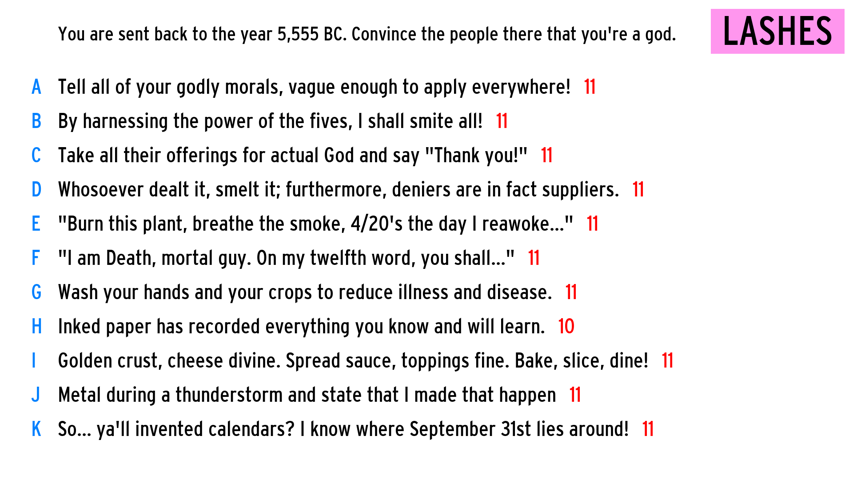 You are sent back to the year 5,555 BC. Convince the people there that you're a god.
LASHES
A Tell all of your godly morals, vague enough to apply everywhere! 11
B By harnessing the power of the fives, I shall smite all! 11
C Take all their offerings for actual God and say "Thank you!" 11
D Whosoever dealt it, smelt it; furthermore, deniers are in fact suppliers. 11
E "Burn this plant, breathe the smoke, 4/20's the day I reawoke..." 11
F "I am Death, mortal guy. On my twelfth word, you shall..." 11
G Wash your hands and your crops to reduce illness and disease. 11
H Inked paper has recorded everything you know and will learn. 10
I Golden crust, cheese divine. Spread sauce, toppings fine. Bake, slice, dine! 11
J Metal during a thunderstorm and state that I made that happen 11
K So... ya'll invented calendars? I know where September 31st lies around! 11